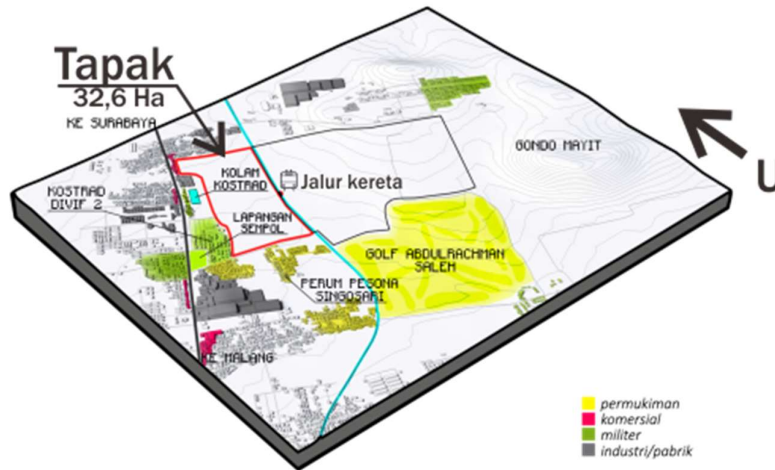 Tapak
32,6 Ha
KE SURABAYA
KOLAM
KOSTRAD
Jalur kereta
GONDO MAYIT
U
KOSTRAD
DIVIF 2
LAPANGAN
SEMPOL
GOLF ABDULRACHMAN
SALEH
PERUM PESONA
SINGOSARI
KE MALANG
permukiman
komersial
militer
industri/pabrik